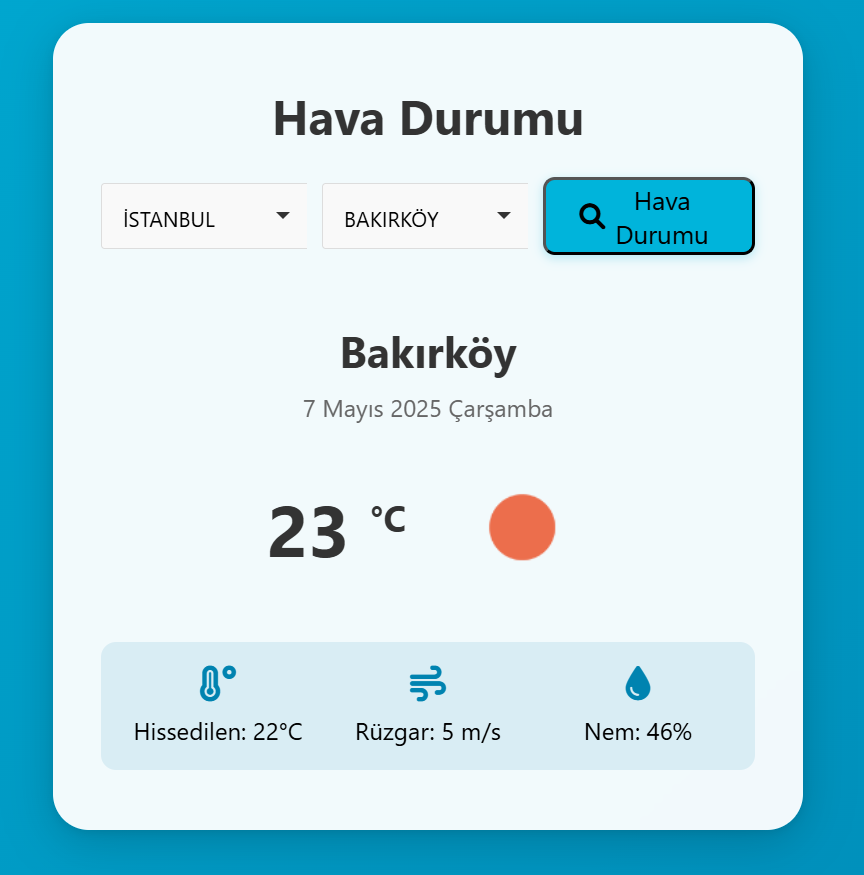 Hava Durumu
İSTANBUL
BAKIRKÖY
Hava
Durumu
Bakırköy
7 Mayıs 2025 Çarşamba
23 °C
Hissedilen: 22°C
Rüzgar: 5 m/s
Nem: 46%